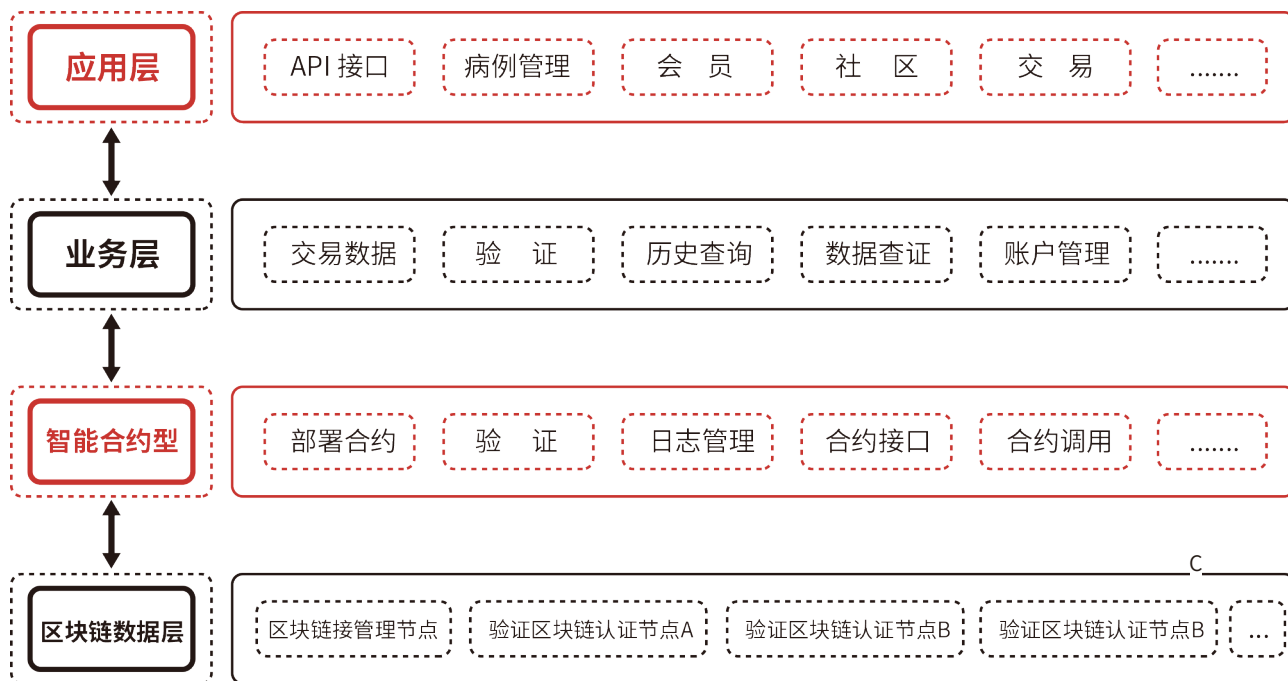 应用层
API 接口
病例管理
会 员
社 区
交 易
.......
业务层
交易数据
验 证
历史查询
数据查证
账户管理
.......
智能合约型
部署合约
验 证
日志管理
合约接口
合约调用
.......
C
区块链数据层
区块链接管理节点
验证区块链认证节点A
验证区块链认证节点B
验证区块链认证节点B
...